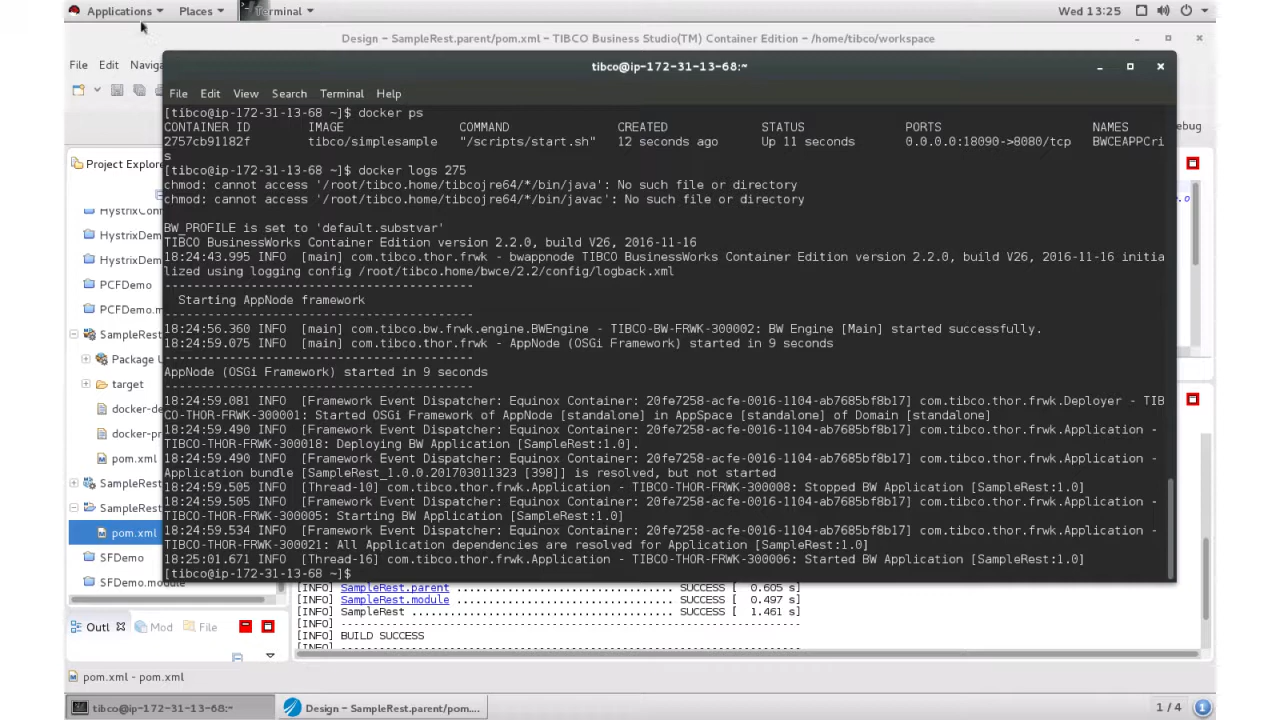 Applications Places Terminal Wed 13:25
Design – SampleRest.parent/pom.xml – TIBCO Business Studio(TM) Container Edition – /home/tibco/workspace
File Edit
tibco@ip-172-31-13-68:~
File Edit View Search Terminal Help
[tibco@ip-172-31-13-68 ~]$ docker ps
CONTAINER ID IMAGE COMMAND CREATED STATUS PORTS NAMES
2757cb91182f tibco/simplesample "/scripts/start.sh" 12 seconds ago Up 11 seconds 0.0.0.0:18090->8080/tcp BWCEAPPCri
s
[tibco@ip-172-31-13-68 ~]$ docker logs 275
chmod: cannot access '/root/tibco.home/tibcojre64/*/bin/java': No such file or directory
chmod: cannot access '/root/tibco.home/tibcojre64/*/bin/javac': No such file or directory
BW_PROFILE is set to 'default.substvar'
TIBCO BusinessWorks Container Edition version 2.2.0, build V26, 2016-11-16
18:24:43.995 INFO [main] com.tibco.thor.frwk - bwappnode TIBCO BusinessWorks Container Edition version 2.2.0, build V26, 2016-11-16 initia
lized using logging config /root/tibco.home/bwce/2.2/config/logback.xml
-------------------------------------------
Starting AppNode framework
-------------------------------------------
18:24:56.360 INFO [main] com.tibco.bw.frwk.engine.BWEngine - TIBCO-BW-FRWK-300002: BW Engine [Main] started successfully.
18:24:59.075 INFO [main] com.tibco.thor.frwk - AppNode (OSGi Framework) started in 9 seconds
-------------------------------------------
AppNode (OSGi Framework) started in 9 seconds
-------------------------------------------
18:24:59.081 INFO [Framework Event Dispatcher: Equinox Container: 20fe7258-acfe-0016-1104-ab7685bf8b17] com.tibco.thor.frwk.Deployer - TIB
CO-THOR-FRWK-300001: Started OSGi Framework of AppNode [standalone] in AppSpace [standalone] of Domain [standalone]
18:24:59.490 INFO [Framework Event Dispatcher: Equinox Container: 20fe7258-acfe-0016-1104-ab7685bf8b17] com.tibco.thor.frwk.Application -
TIBCO-THOR-FRWK-300018: Deploying BW Application [SampleRest:1.0].
18:24:59.490 INFO [Framework Event Dispatcher: Equinox Container: 20fe7258-acfe-0016-1104-ab7685bf8b17] com.tibco.thor.frwk.Application -
Application bundle [SampleRest_1.0.0.201703011323 [398]] is resolved, but not started
18:24:59.505 INFO [Thread-10] com.tibco.thor.frwk.Application - TIBCO-THOR-FRWK-300008: Stopped BW Application [SampleRest:1.0]
18:24:59.505 INFO [Framework Event Dispatcher: Equinox Container: 20fe7258-acfe-0016-1104-ab7685bf8b17] com.tibco.thor.frwk.Application -
TIBCO-THOR-FRWK-300005: Starting BW Application [SampleRest:1.0]
18:24:59.534 INFO [Framework Event Dispatcher: Equinox Container: 20fe7258-acfe-0016-1104-ab7685bf8b17] com.tibco.thor.frwk.Application -
TIBCO-THOR-FRWK-300021: All Application dependencies are resolved for Application [SampleRest:1.0]
18:25:01.671 INFO [Thread-16] com.tibco.thor.frwk.Application - TIBCO-THOR-FRWK-300006: Started BW Application [SampleRest:1.0]
[tibco@ip-172-31-13-68 ~]$
Project Explore
HystrixDem
HystrixDem
PCFDemo
PCFDemo.m
SampleRest
Package U
target
docker-de
docker-pr
pom.xml
SampleRest
SampleRest
pom.xml
SFDemo
SFDemo.module
[INFO] SampleRest.parent ................................... SUCCESS [ 0.605 s]
[INFO] SampleRest.module ................................... SUCCESS [ 0.497 s]
[INFO] SampleRest .......................................... SUCCESS [ 1.461 s]
[INFO] ------------------------------------------------------------------------
[INFO] BUILD SUCCESS
[INFO] ------------------------------------------------------------------------
Outl Mod File
pom.xml - pom.xml
tibco@ip-172-31-13-68:~ Design – SampleRest.parent/pom.... 1 / 4 1